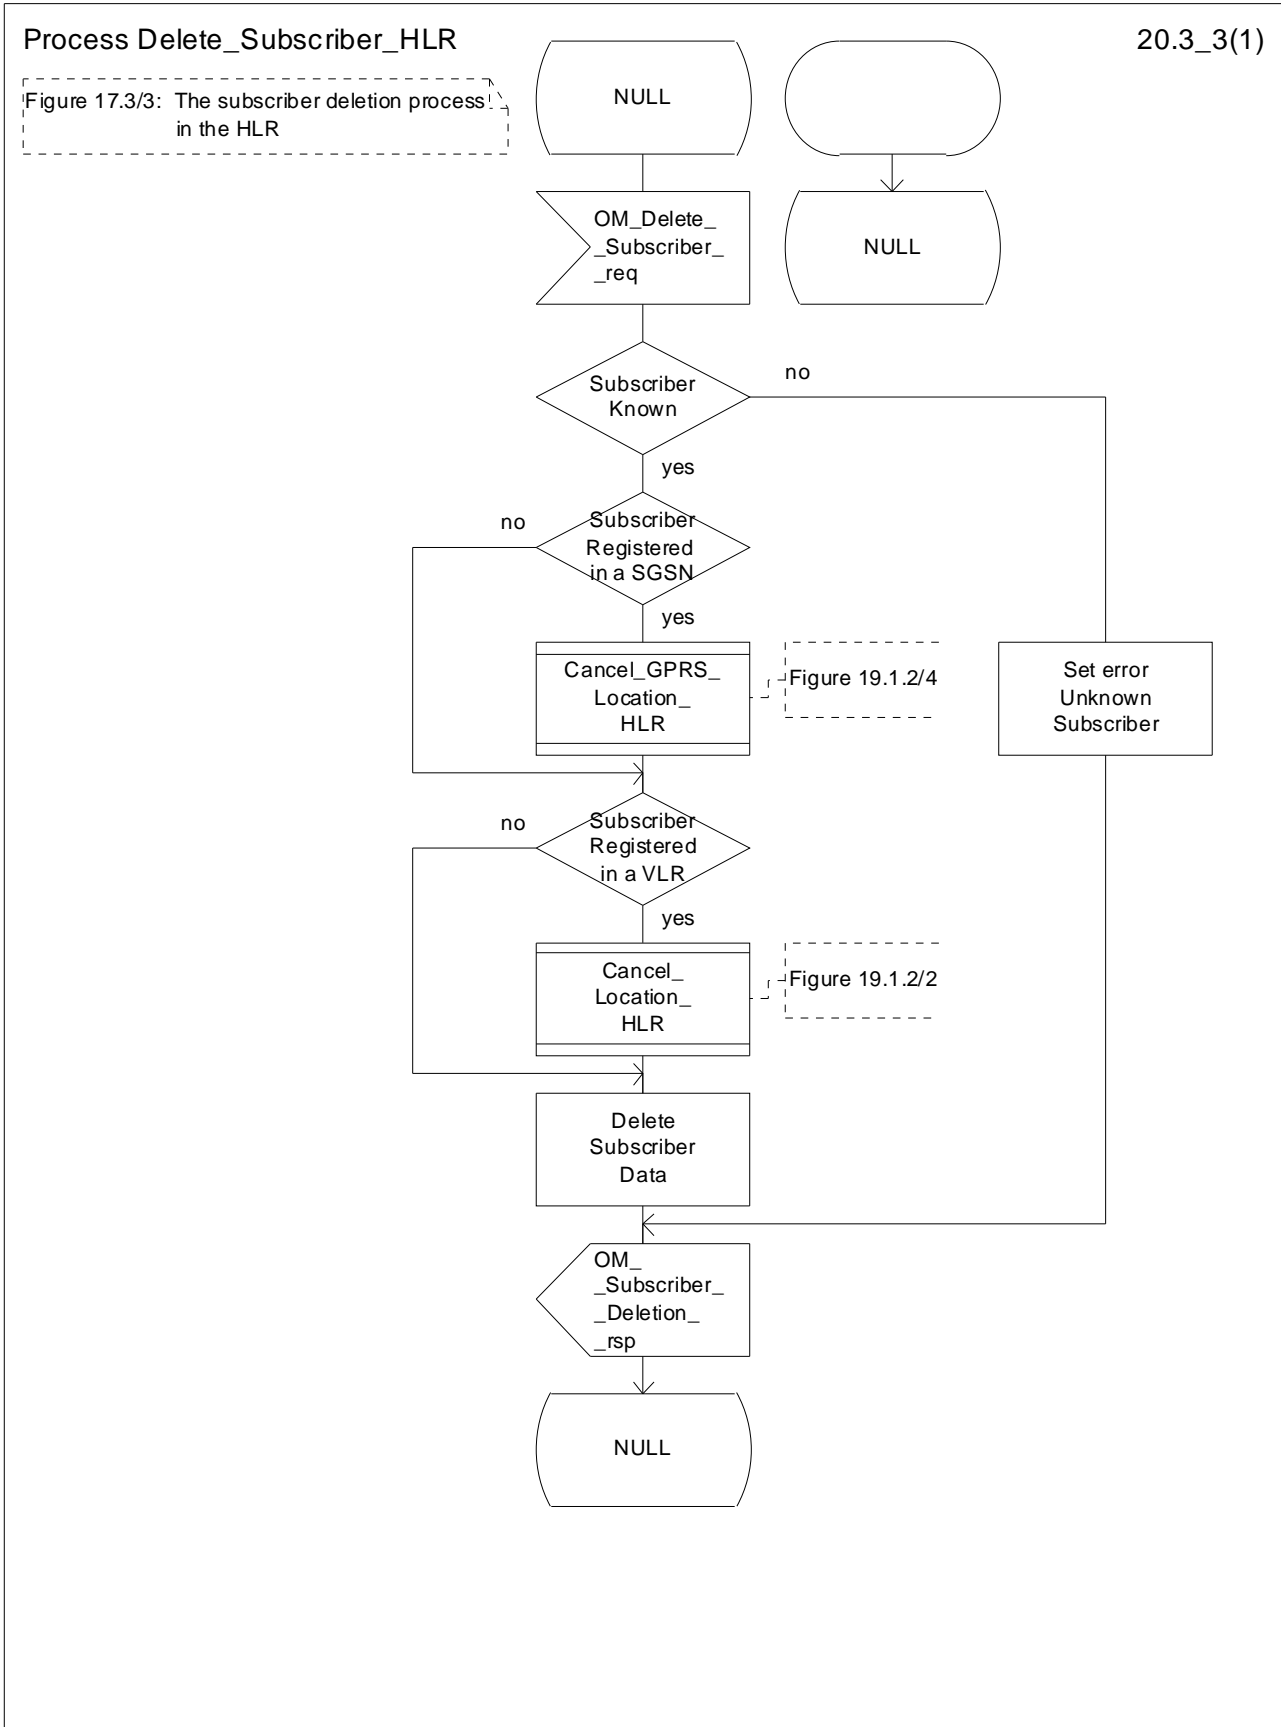 Process Delete_Subscriber_HLR
20.3_3(1)
Figure 17.3/3: The subscriber deletion process
in the HLR
NULL
OM_Delete_
_Subscriber_
_req
NULL
Subscriber
Known
no
yes
no
Subscriber
Registered
in a SGSN
yes
Cancel_GPRS_
Location_
HLR
Figure 19.1.2/4
Set error
Unknown
Subscriber
no
Subscriber
Registered
in a VLR
yes
Cancel_
Location_
HLR
Figure 19.1.2/2
Delete
Subscriber
Data
OM_
_Subscriber_
_Deletion_
_rsp
NULL